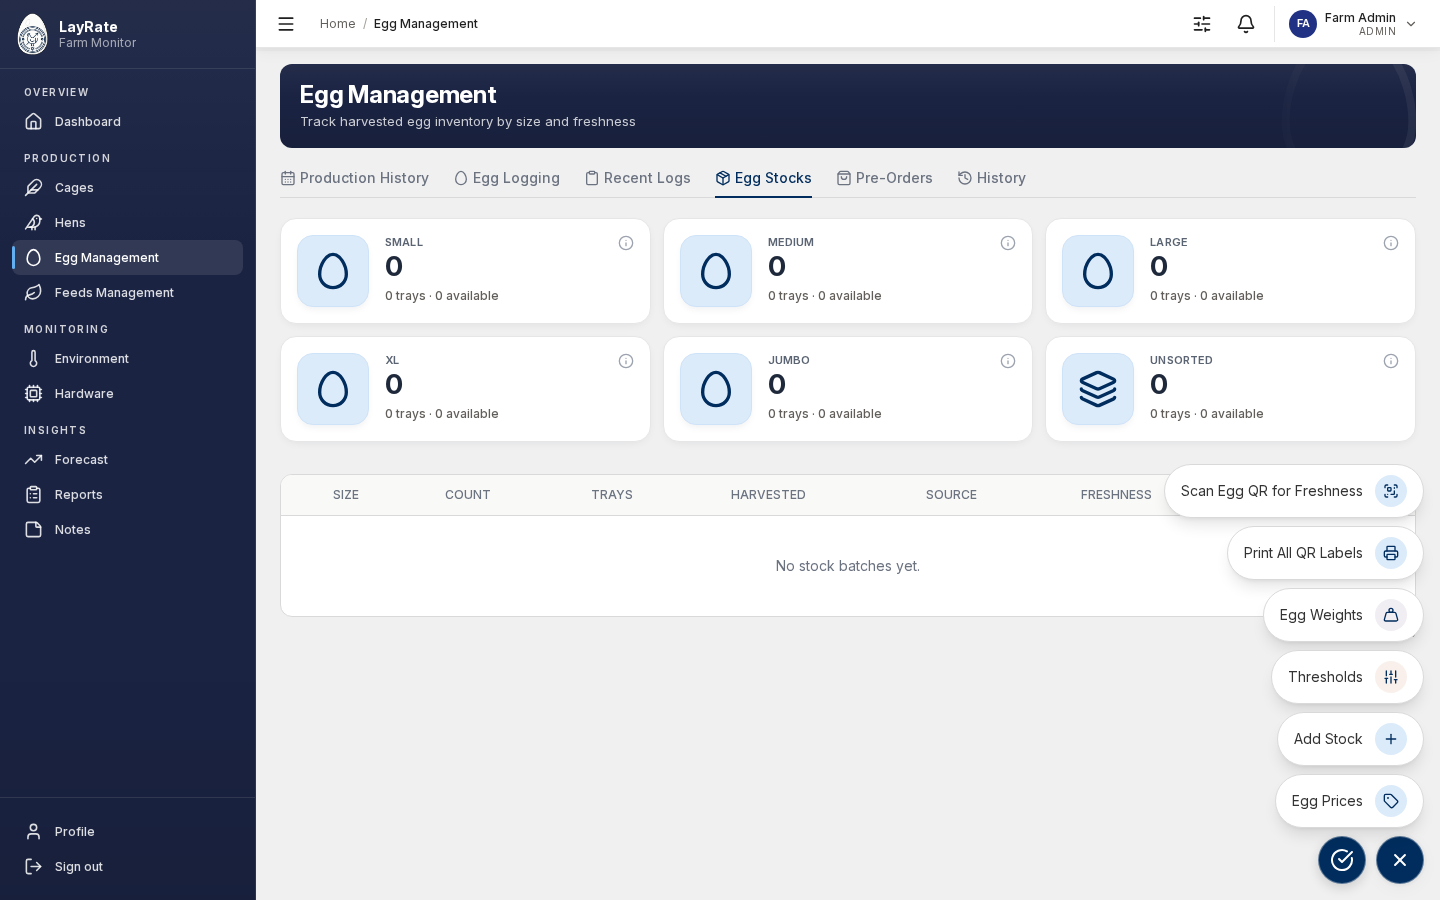 LayRate
Farm Monitor
OVERVIEW
Dashboard
PRODUCTION
Cages
Hens
Egg Management
Feeds Management
MONITORING
Environment
Hardware
INSIGHTS
Forecast
Reports
Notes
Profile
Sign out
Home / Egg Management
FA
Farm Admin
ADMIN
Egg Management
Track harvested egg inventory by size and freshness
Production History
Egg Logging
Recent Logs
Egg Stocks
Pre-Orders
History
SMALL
0
0 trays · 0 available
MEDIUM
0
0 trays · 0 available
LARGE
0
0 trays · 0 available
XL
0
0 trays · 0 available
JUMBO
0
0 trays · 0 available
UNSORTED
0
0 trays · 0 available
SIZE COUNT TRAYS HARVESTED SOURCE FRESHNESS
No stock batches yet.
Scan Egg QR for Freshness
Print All QR Labels
Egg Weights
Thresholds
Add Stock
Egg Prices